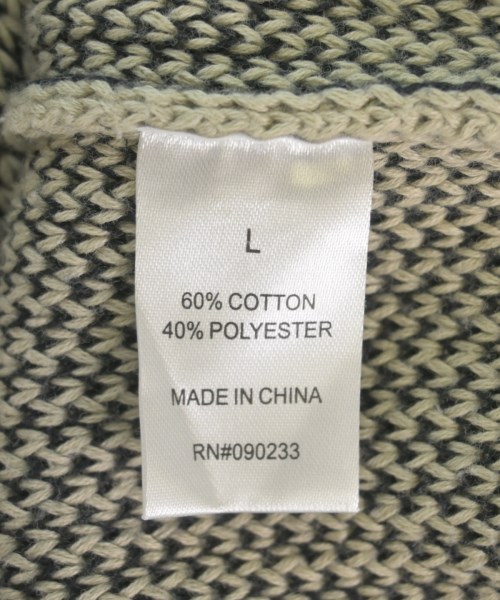 L
60% COTTON
40% POLYESTER
MADE IN CHINA
RN#090233